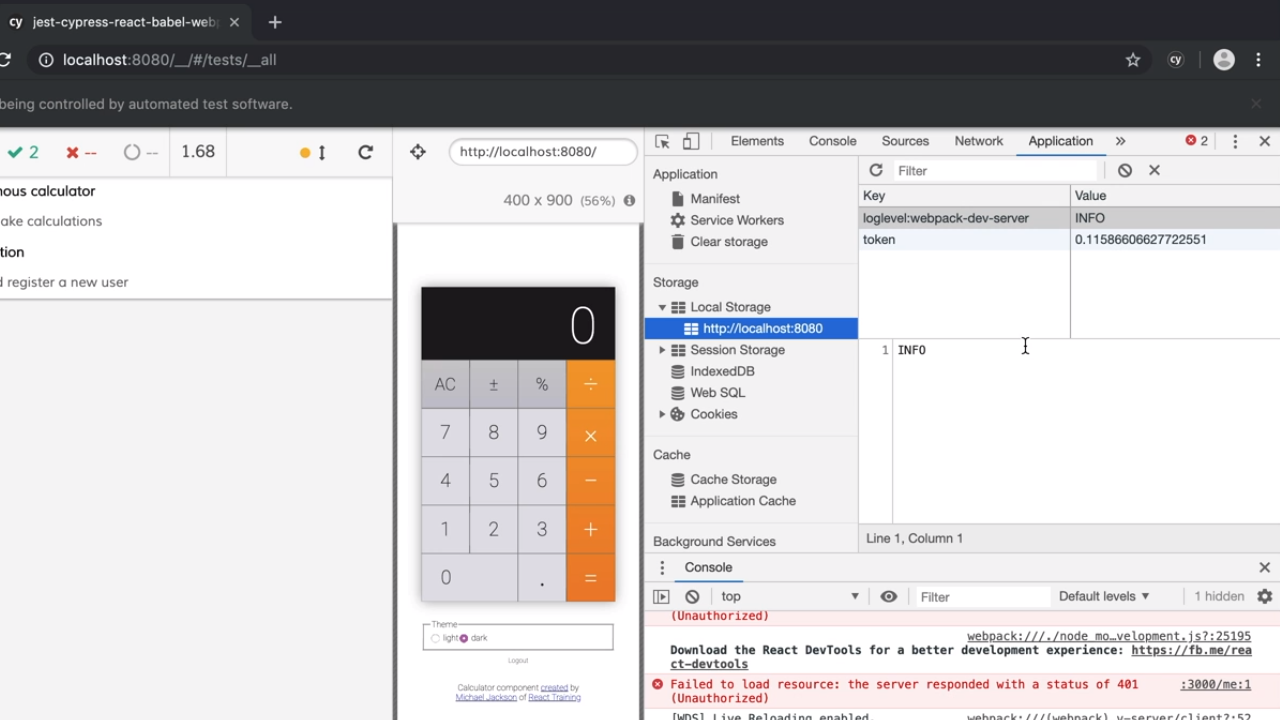 cy jest-cypress-react-babel-webp
localhost:8080/__/#/tests/__all
cy
being controlled by automated test software.
2 -- -- 1.68
nous calculator
ake calculations
tion
d register a new user
http://localhost:8080/
400 x 900 (56%)
0
AC ± % ÷
7 8 9 ×
4 5 6 −
1 2 3 +
0 . =
Theme
light dark
Logout
Calculator component created by
Michael Jackson of React Training
Elements Console Sources Network Application » 2
Application
Manifest
Service Workers
Clear storage
Storage
Local Storage
http://localhost:8080
Session Storage
IndexedDB
Web SQL
Cookies
Cache
Cache Storage
Application Cache
Background Services
Filter
Key Value
loglevel:webpack-dev-server INFO
token 0.11586606627722551
1 INFO
Line 1, Column 1
Console
top Filter Default levels 1 hidden
(Unauthorized)
webpack:///./node_mo…velopment.js?:25195
Download the React DevTools for a better development experience: https://fb.me/rea
ct-devtools
Failed to load resource: the server responded with a status of 401 :3000/me:1
(Unauthorized)
[WDS] Live Reloading enabled. webpack:///(webpack)…v-server/client?:52